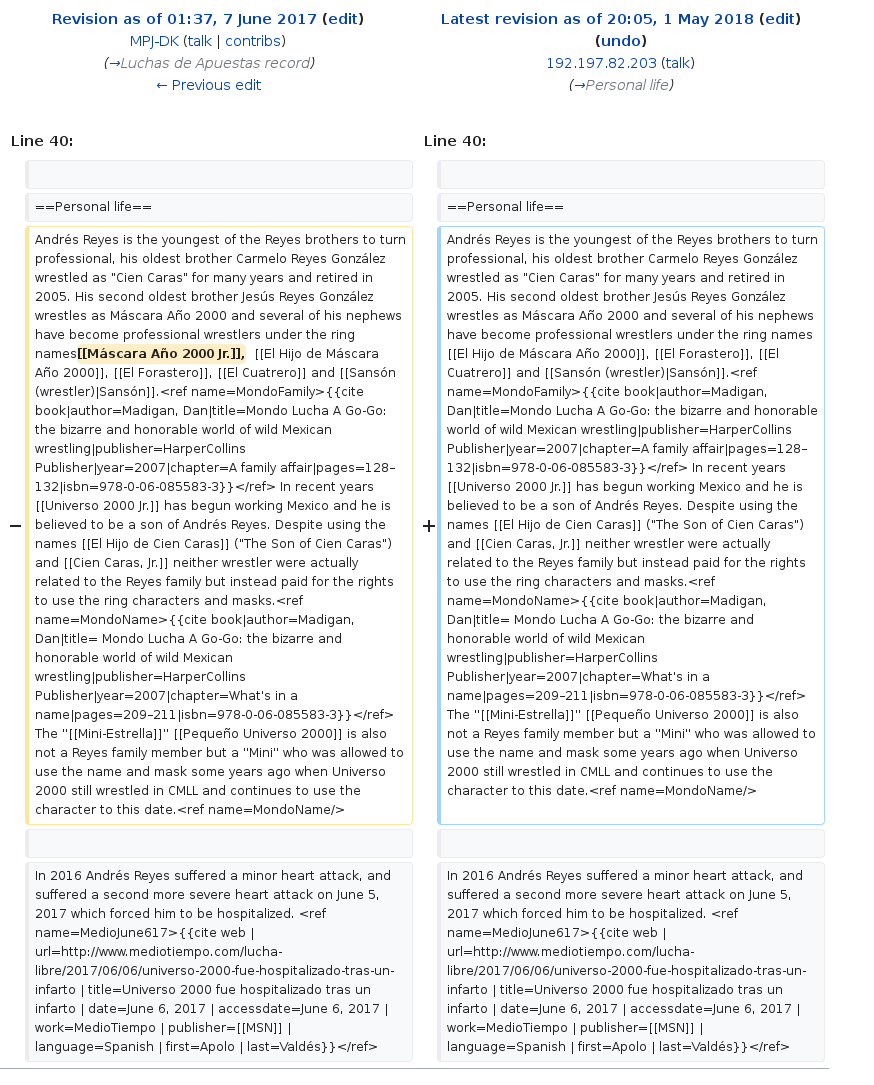 Revision as of 01:37, 7 June 2017 (edit)
MPJ-DK (talk | contribs)
(→Luchas de Apuestas record)
← Previous edit
Latest revision as of 20:05, 1 May 2018 (edit)
(undo)
192.197.82.203 (talk)
(→Personal life)
Line 40:
Line 40:
==Personal life==
==Personal life==
−
Andrés Reyes is the youngest of the Reyes brothers to turn
professional, his oldest brother Carmelo Reyes González
wrestled as "Cien Caras" for many years and retired in
2005. His second oldest brother Jesús Reyes González
wrestles as Máscara Año 2000 and several of his nephews
have become professional wrestlers under the ring
names[[Máscara Año 2000 Jr.]], [[El Hijo de Máscara
Año 2000]], [[El Forastero]], [[El Cuatrero]] and [[Sansón
(wrestler)|Sansón]].<ref name=MondoFamily>{{cite
book|author=Madigan, Dan|title=Mondo Lucha A Go-Go:
the bizarre and honorable world of wild Mexican
wrestling|publisher=HarperCollins
Publisher|year=2007|chapter=A family affair|pages=128–
132|isbn=978-0-06-085583-3}}</ref> In recent years
[[Universo 2000 Jr.]] has begun working Mexico and he is
believed to be a son of Andrés Reyes. Despite using the
names [[El Hijo de Cien Caras]] ("The Son of Cien Caras")
and [[Cien Caras, Jr.]] neither wrestler were actually
related to the Reyes family but instead paid for the rights
to use the ring characters and masks.<ref
name=MondoName>{{cite book|author=Madigan,
Dan|title= Mondo Lucha A Go-Go: the bizarre and
honorable world of wild Mexican
wrestling|publisher=HarperCollins
Publisher|year=2007|chapter=What's in a
name|pages=209–211|isbn=978-0-06-085583-3}}</ref>
The "[[Mini-Estrella]]" [[Pequeño Universo 2000]] is also
not a Reyes family member but a "Mini" who was allowed to
use the name and mask some years ago when Universo
2000 still wrestled in CMLL and continues to use the
character to this date.<ref name=MondoName/>
+
Andrés Reyes is the youngest of the Reyes brothers to turn
professional, his oldest brother Carmelo Reyes González
wrestled as "Cien Caras" for many years and retired in
2005. His second oldest brother Jesús Reyes González
wrestles as Máscara Año 2000 and several of his nephews
have become professional wrestlers under the ring names
[[El Hijo de Máscara Año 2000]], [[El Forastero]], [[El
Cuatrero]] and [[Sansón (wrestler)|Sansón]].<ref
name=MondoFamily>{{cite book|author=Madigan,
Dan|title=Mondo Lucha A Go-Go: the bizarre and honorable
world of wild Mexican wrestling|publisher=HarperCollins
Publisher|year=2007|chapter=A family affair|pages=128–
132|isbn=978-0-06-085583-3}}</ref> In recent years
[[Universo 2000 Jr.]] has begun working Mexico and he is
believed to be a son of Andrés Reyes. Despite using the
names [[El Hijo de Cien Caras]] ("The Son of Cien Caras")
and [[Cien Caras, Jr.]] neither wrestler were actually
related to the Reyes family but instead paid for the rights
to use the ring characters and masks.<ref
name=MondoName>{{cite book|author=Madigan,
Dan|title= Mondo Lucha A Go-Go: the bizarre and
honorable world of wild Mexican
wrestling|publisher=HarperCollins
Publisher|year=2007|chapter=What's in a
name|pages=209–211|isbn=978-0-06-085583-3}}</ref>
The "[[Mini-Estrella]]" [[Pequeño Universo 2000]] is also
not a Reyes family member but a "Mini" who was allowed to
use the name and mask some years ago when Universo
2000 still wrestled in CMLL and continues to use the
character to this date.<ref name=MondoName/>
In 2016 Andrés Reyes suffered a minor heart attack, and
suffered a second more severe heart attack on June 5,
2017 which forced him to be hospitalized. <ref
name=MedioJune617>{{cite web |
url=http://www.mediotiempo.com/lucha-
libre/2017/06/06/universo-2000-fue-hospitalizado-tras-un-
infarto | title=Universo 2000 fue hospitalizado tras un
infarto | date=June 6, 2017 | accessdate=June 6, 2017 |
work=MedioTiempo | publisher=[[MSN]] |
language=Spanish | first=Apolo | last=Valdés}}</ref>
In 2016 Andrés Reyes suffered a minor heart attack, and
suffered a second more severe heart attack on June 5,
2017 which forced him to be hospitalized. <ref
name=MedioJune617>{{cite web |
url=http://www.mediotiempo.com/lucha-
libre/2017/06/06/universo-2000-fue-hospitalizado-tras-un-
infarto | title=Universo 2000 fue hospitalizado tras un
infarto | date=June 6, 2017 | accessdate=June 6, 2017 |
work=MedioTiempo | publisher=[[MSN]] |
language=Spanish | first=Apolo | last=Valdés}}</ref>